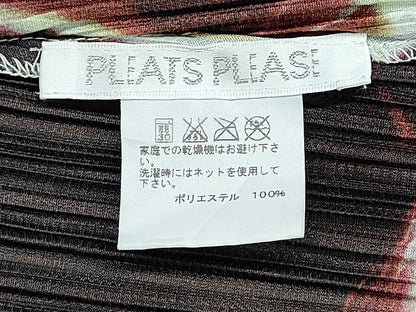 PLEATS PLEASE
弱
30
家庭での乾燥機はお避け下さい。
洗濯時にはネットを使用して
下さい。
ポリエステル 100%